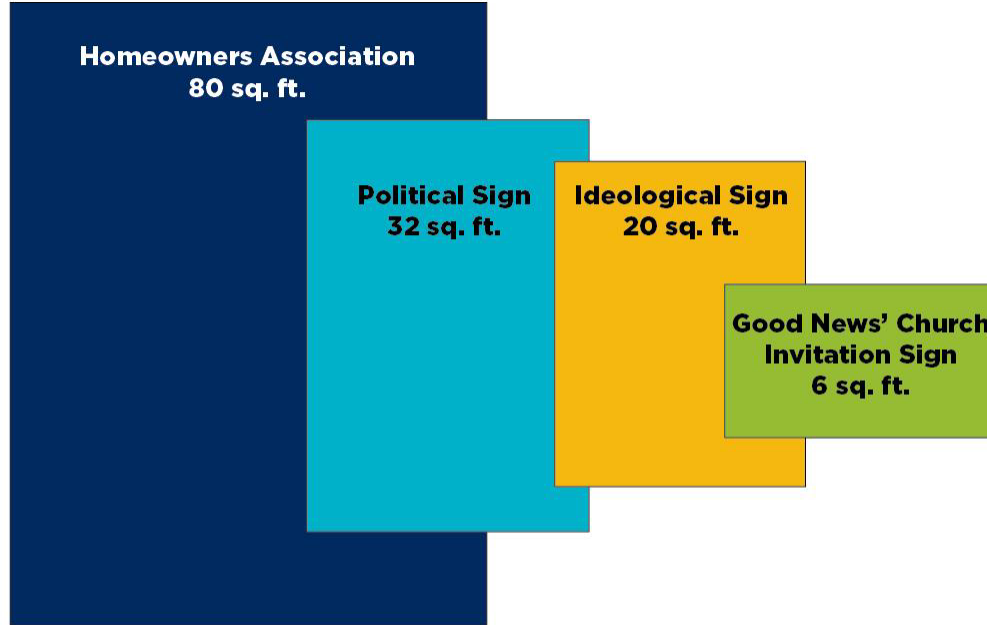 Homeowners Association
80 sq. ft.
Political Sign
32 sq. ft.
Ideological Sign
20 sq. ft.
Good News’ Church
Invitation Sign
6 sq. ft.